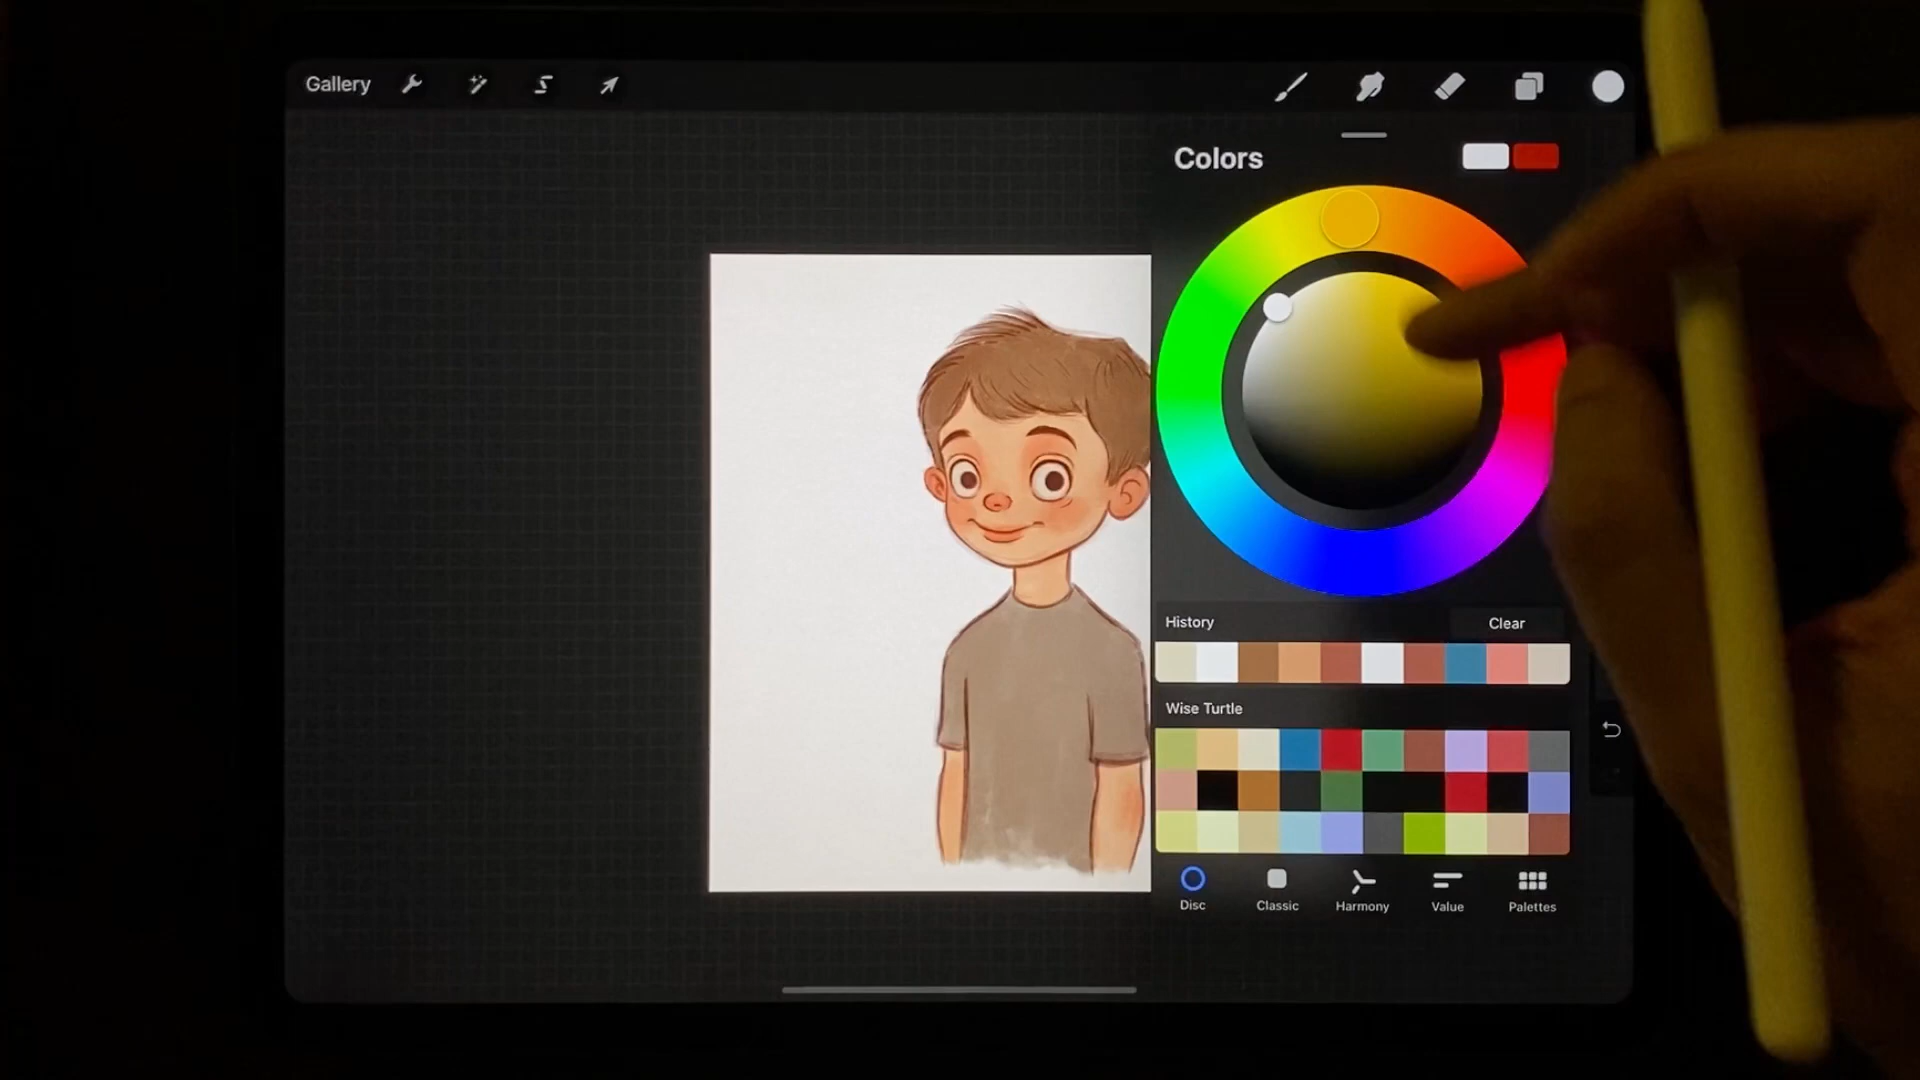 Gallery
Colors
History
Clear
Wise Turtle
Disc
Classic
Harmony
Value
Palettes